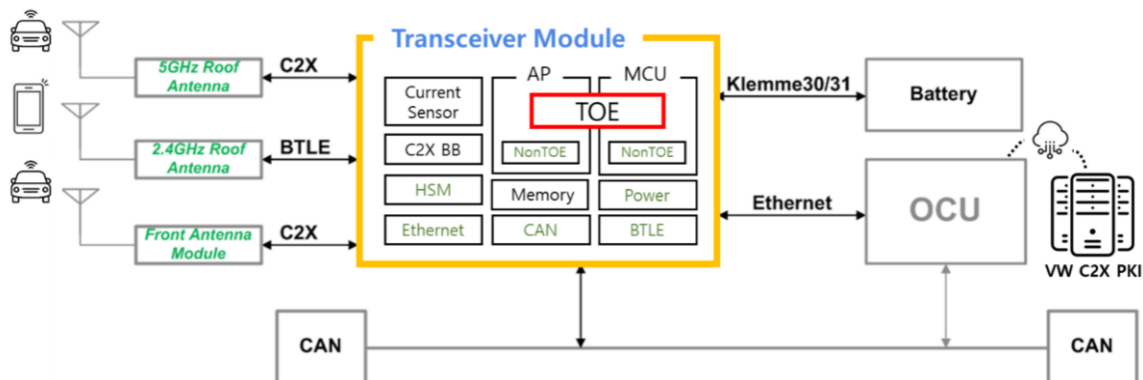 Transceiver Module
5GHz Roof
Antenna
C2X
2.4GHz Roof
Antenna
BTLE
Front Antenna
Module
C2X
Current
Sensor
C2X BB
HSM
Ethernet
AP
MCU
TOE
NonTOE
NonTOE
Memory
Power
CAN
BTLE
Klemme30/31
Battery
Ethernet
OCU
VW C2X PKI
CAN
CAN